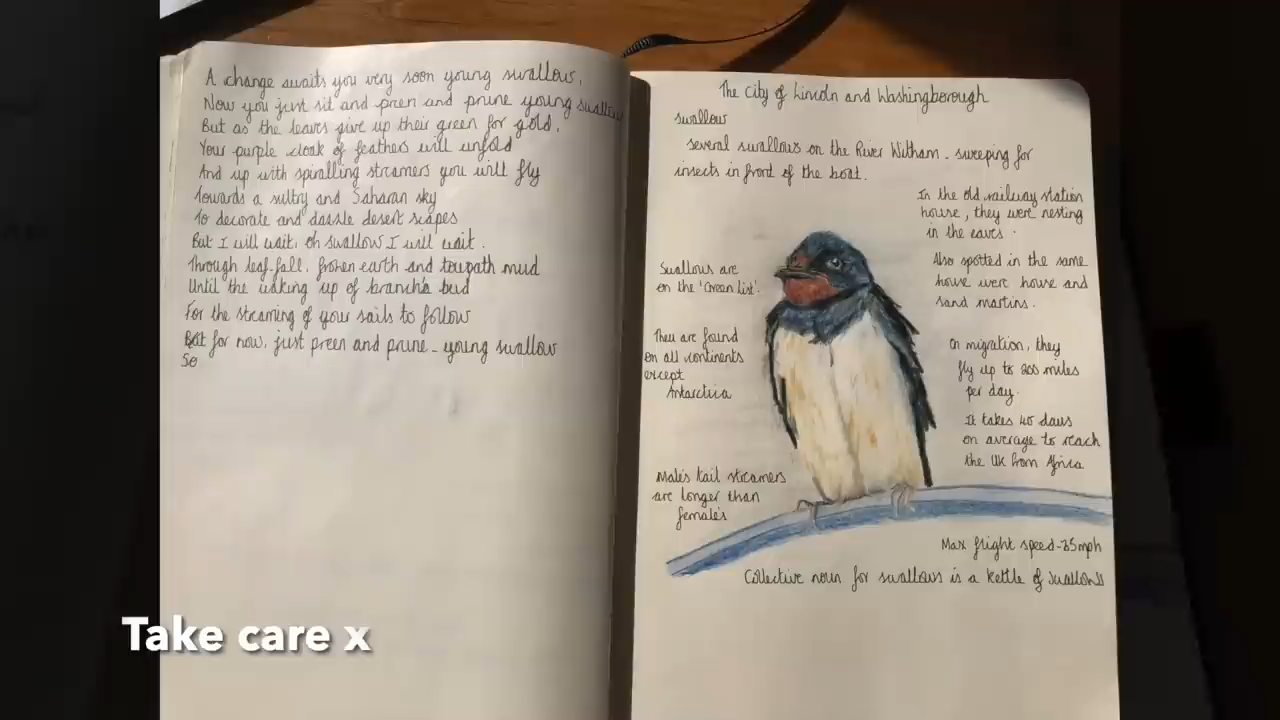 A change awaits you very soon young swallow,
Now you just sit and preen and prune young swallow
But as the leaves give up their green for gold,
Your purple cloak of feathers will unfold
And up with spiralling streamers you will fly
Towards a sultry and Saharan sky
To decorate and dazzle desert scapes
But I will wait, oh swallow I will wait.
Through leaf fall, frozen earth and towpath mud
Until the waking up of branch's bud
For the streaming of your sails to follow
But for now, just preen and prune - young swallow
So
The City of Lincoln and Washingborough
swallow
several swallows on the River Witham - sweeping for
insects in front of the boat.
In the old railway station
house, they were nesting
in the eaves.
Also spotted in the same
house were house and
sand martins.
On migration, they
fly up to 200 miles
per day.
It takes 45 days
on average to reach
the UK from Africa
Swallows are
on the 'Green List'.
They are found
on all continents
except
Antarctica
Male's tail streamers
are longer than
female's
Max flight speed - 35mph
Collective noun for swallows is a kettle of swallows
Take care x